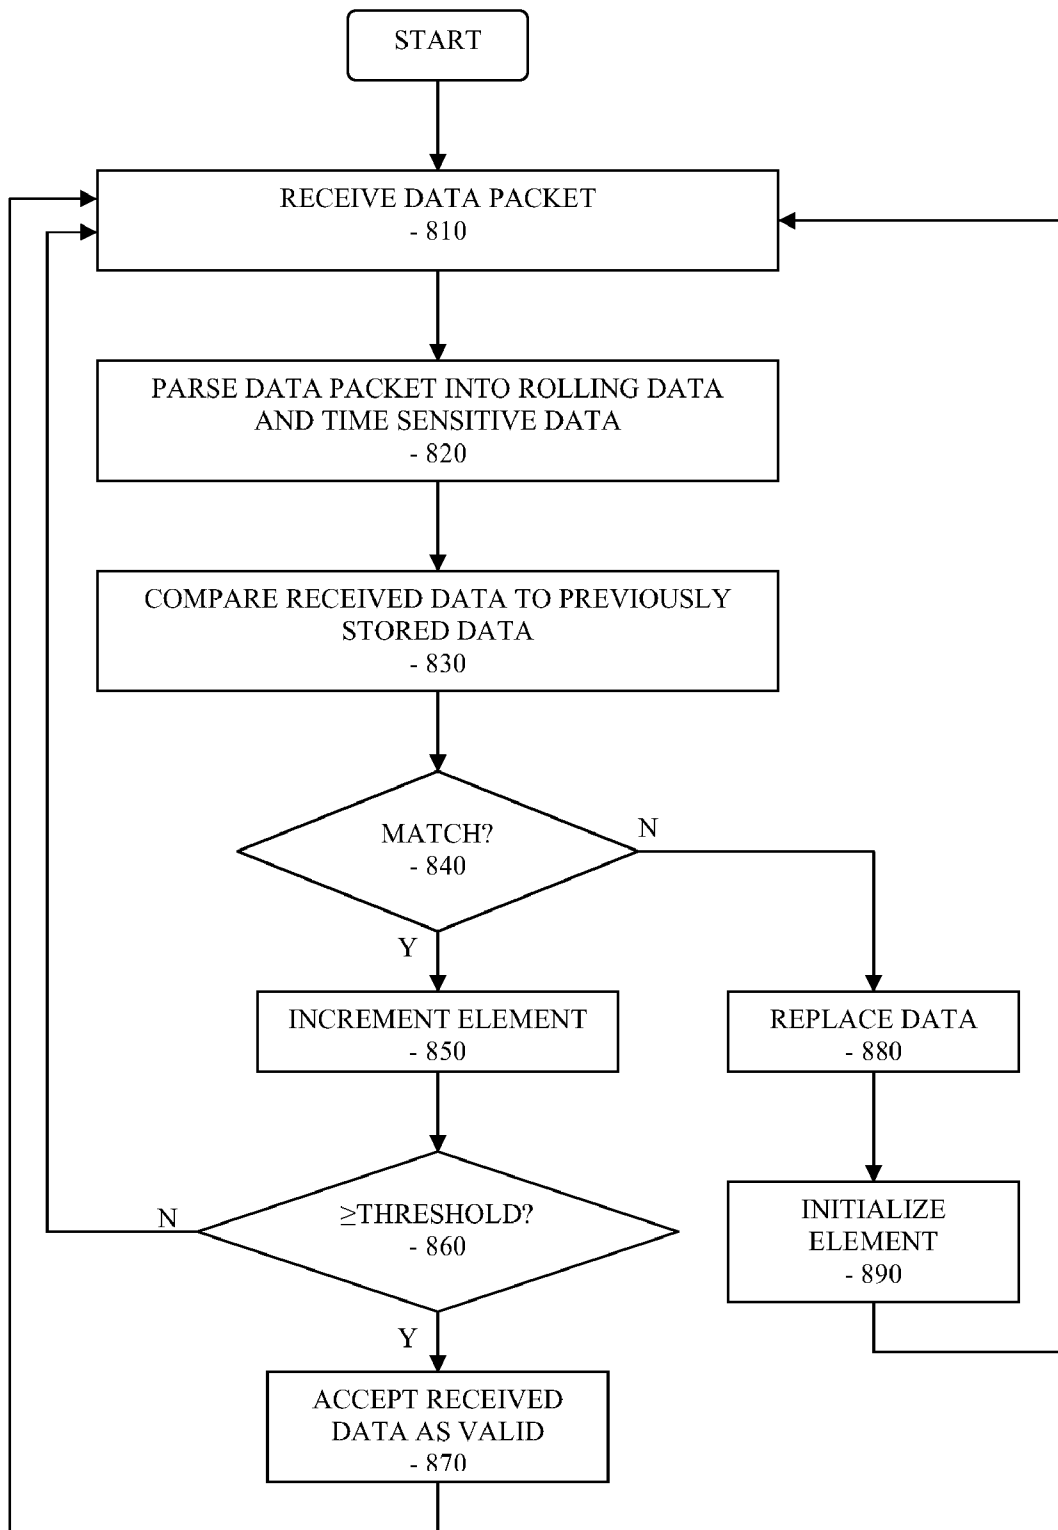 START
RECEIVE DATA PACKET
- 810
PARSE DATA PACKET INTO ROLLING DATA
AND TIME SENSITIVE DATA
- 820
COMPARE RECEIVED DATA TO PREVIOUSLY
STORED DATA
- 830
MATCH?
- 840
N
Y
INCREMENT ELEMENT
- 850
REPLACE DATA
- 880
≥THRESHOLD?
- 860
N
INITIALIZE
ELEMENT
- 890
Y
ACCEPT RECEIVED
DATA AS VALID
- 870